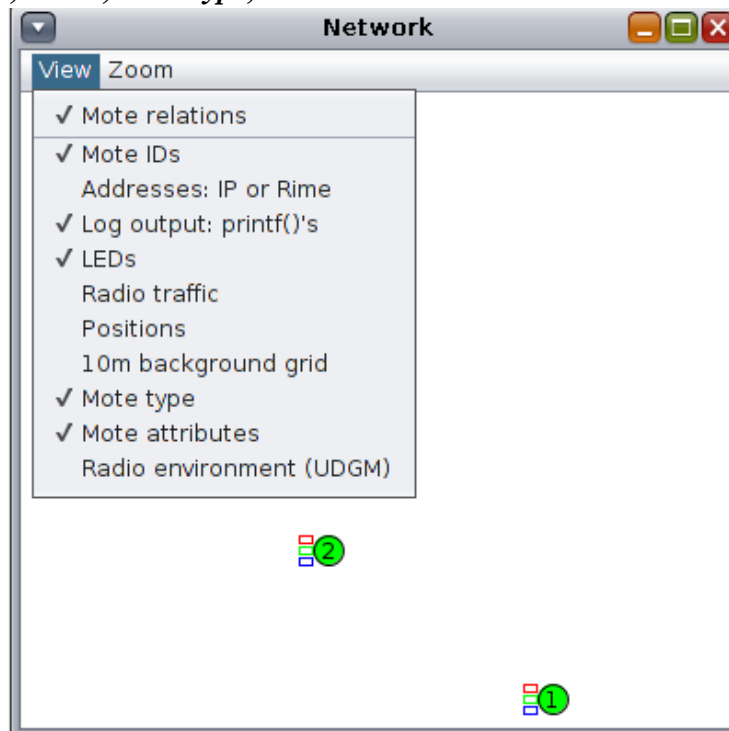 Network
View Zoom
✓ Mote relations
✓ Mote IDs
Addresses: IP or Rime
✓ Log output: printf()'s
✓ LEDs
Radio traffic
Positions
10m background grid
✓ Mote type
✓ Mote attributes
Radio environment (UDGM)
2
1